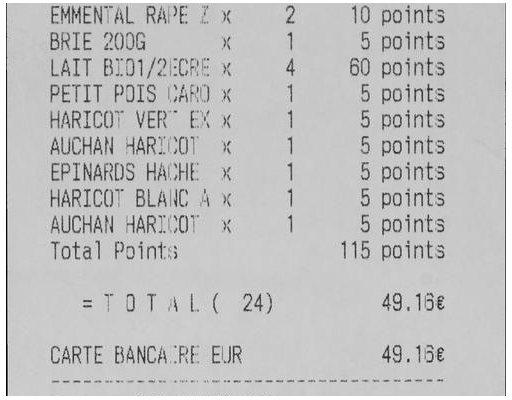 EMMENTAL RAPE Z x 2 10 points
BRIE 200G x 1 5 points
LAIT BIO1/2ECRE x 4 60 points
PETIT POIS CARO x 1 5 points
HARICOT VERT EX x 1 5 points
AUCHAN HARICOT x 1 5 points
EPINARDS HACHE x 1 5 points
HARICOT BLANC A x 1 5 points
AUCHAN HARICOT x 1 5 points
Total Points 115 points
= T O T A L ( 24) 49.16€
CARTE BANCAIRE EUR 49.16€